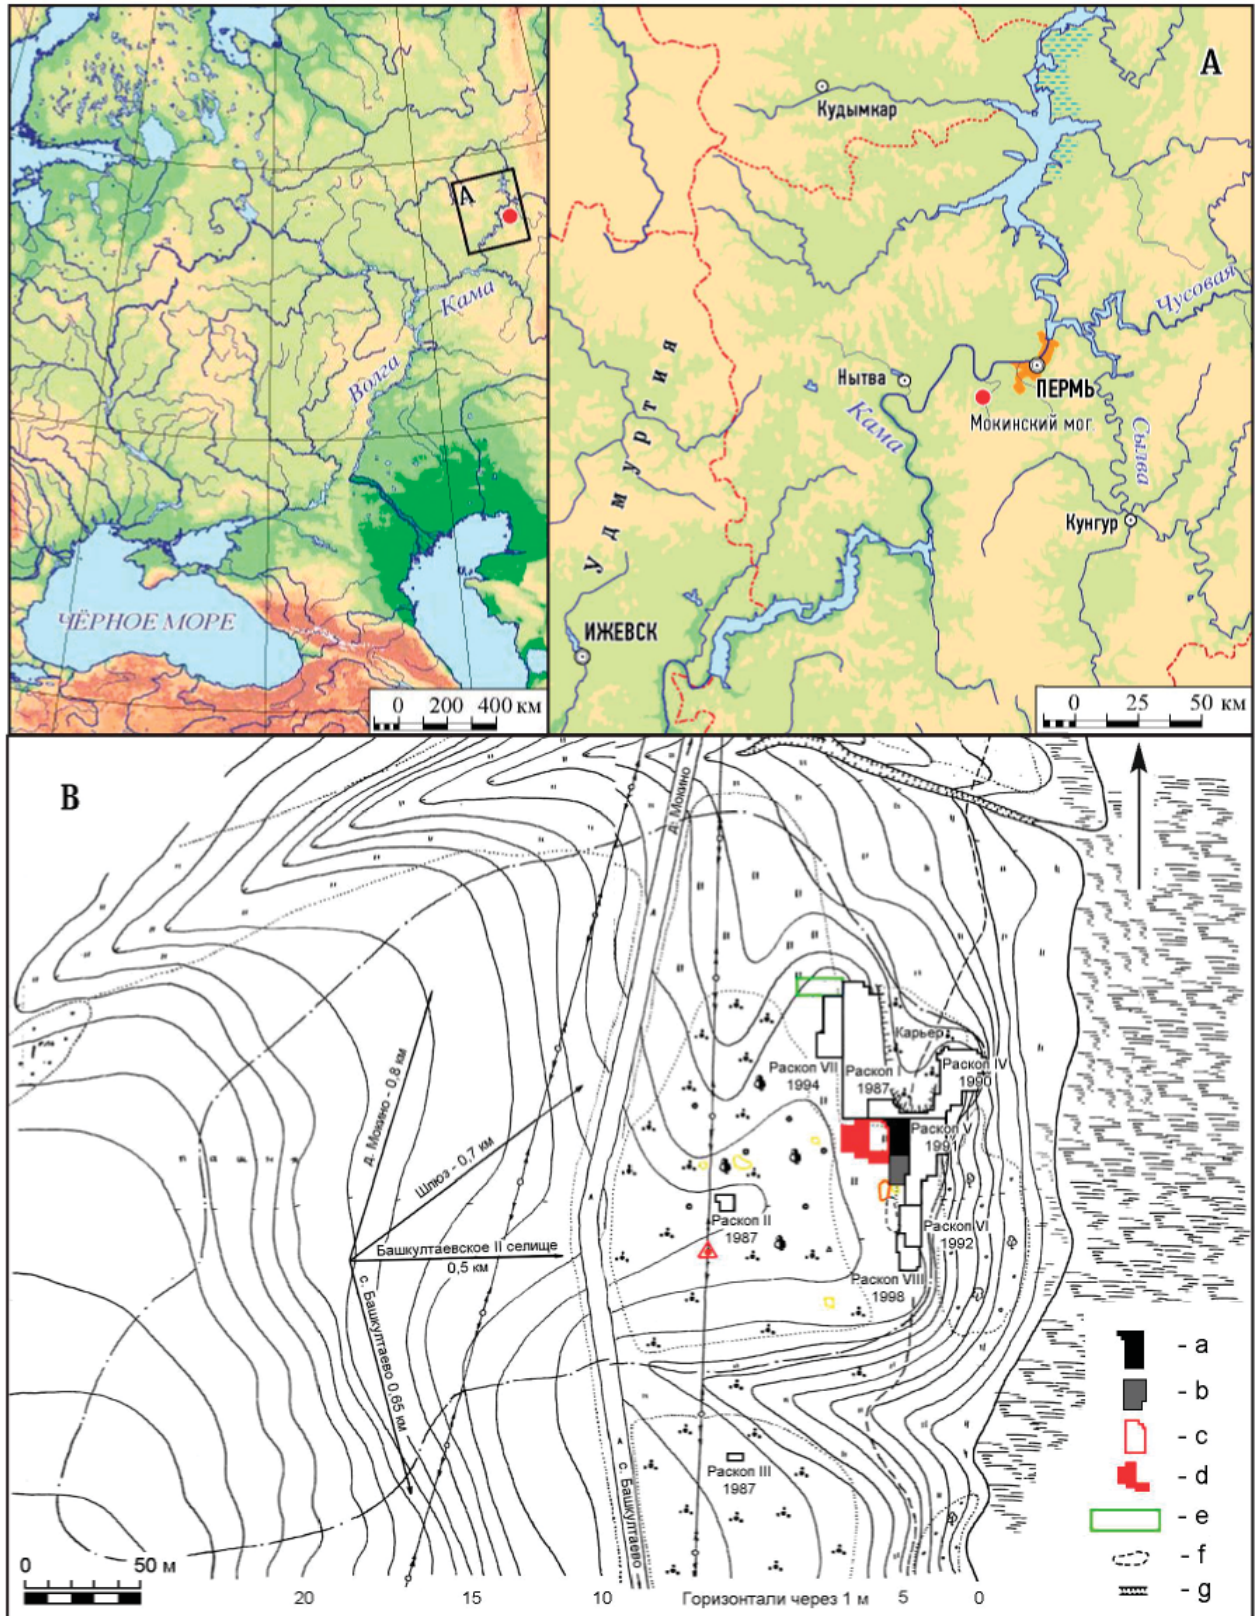 А
Кама
Волга
ЧЁРНОЕ МОРЕ
0 200 400 км
А
Кудымкар
Чусовая
Нытва
ПЕРМЬ
Мокинский мог.
Кама
Сылва
Кунгур
Удмуртия
ИЖЕВСК
0 25 50 км
В
д. Мокино
Карьер
Раскоп VII
1994
Раскоп I
1987
Раскоп IV
1990
Раскоп V
1991
д. Мокино - 0,8 км
Шлюз - 0,7 км
Башкултаевское II селище
0,5 км
с. Башкултаево 0,65 км
Раскоп II
1987
Раскоп VI
1992
Раскоп VIII
1998
Раскоп III
1987
с. Башкултаево
- a
- b
- c
- d
- e
- f
- g
0 50 м
20 15 10 Горизонтали через 1 м 5 0